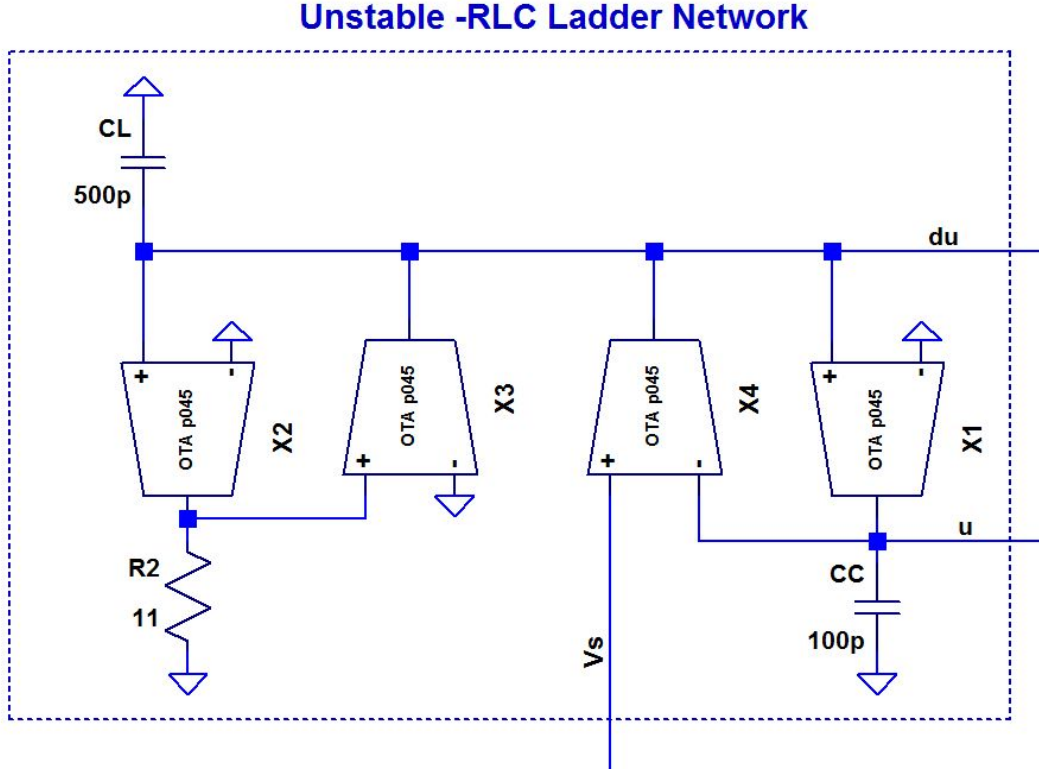 Unstable -RLC Ladder Network
CL
500p
du
+ -
OTA p045
X2
OTA p045
+ -
X3
OTA p045
+ -
X4
+ -
OTA p045
X1
u
R2
11
Vs
CC
100p